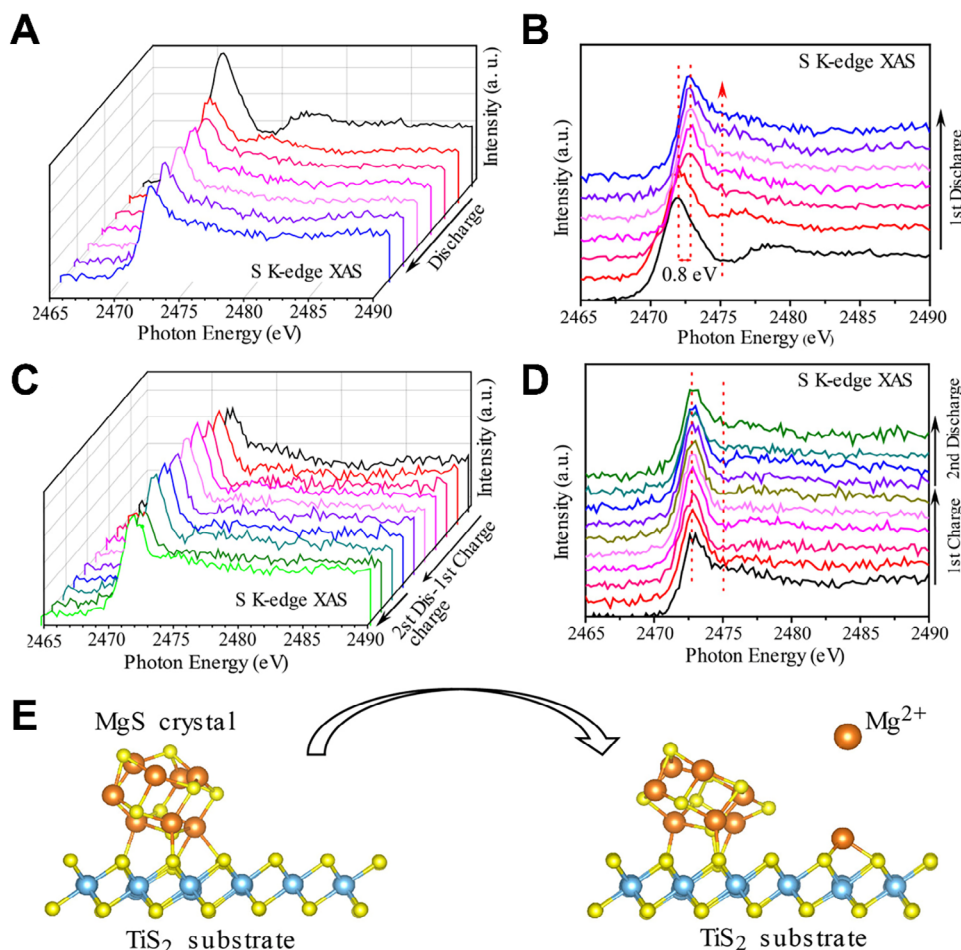 A
Intensity (a. u.)
Discharge
S K-edge XAS
2465 2470 2475 2480 2485 2490
Photon Energy (eV)
B
S K-edge XAS
Intensity (a.u.)
1st Discharge
0.8 eV
2465 2470 2475 2480 2485 2490
Photon Energy (eV)
C
Intensity (a.u.)
S K-edge XAS
2st Dis-
charge
1st Charge
2465 2470 2475 2480 2485 2490
Photon Energy (eV)
D
S K-edge XAS
Intensity (a.u.)
1st Charge
2nd Discharge
2465 2470 2475 2480 2485 2490
Photon Energy (eV)
E
MgS crystal
Mg2+
TiS2 substrate
TiS2 substrate